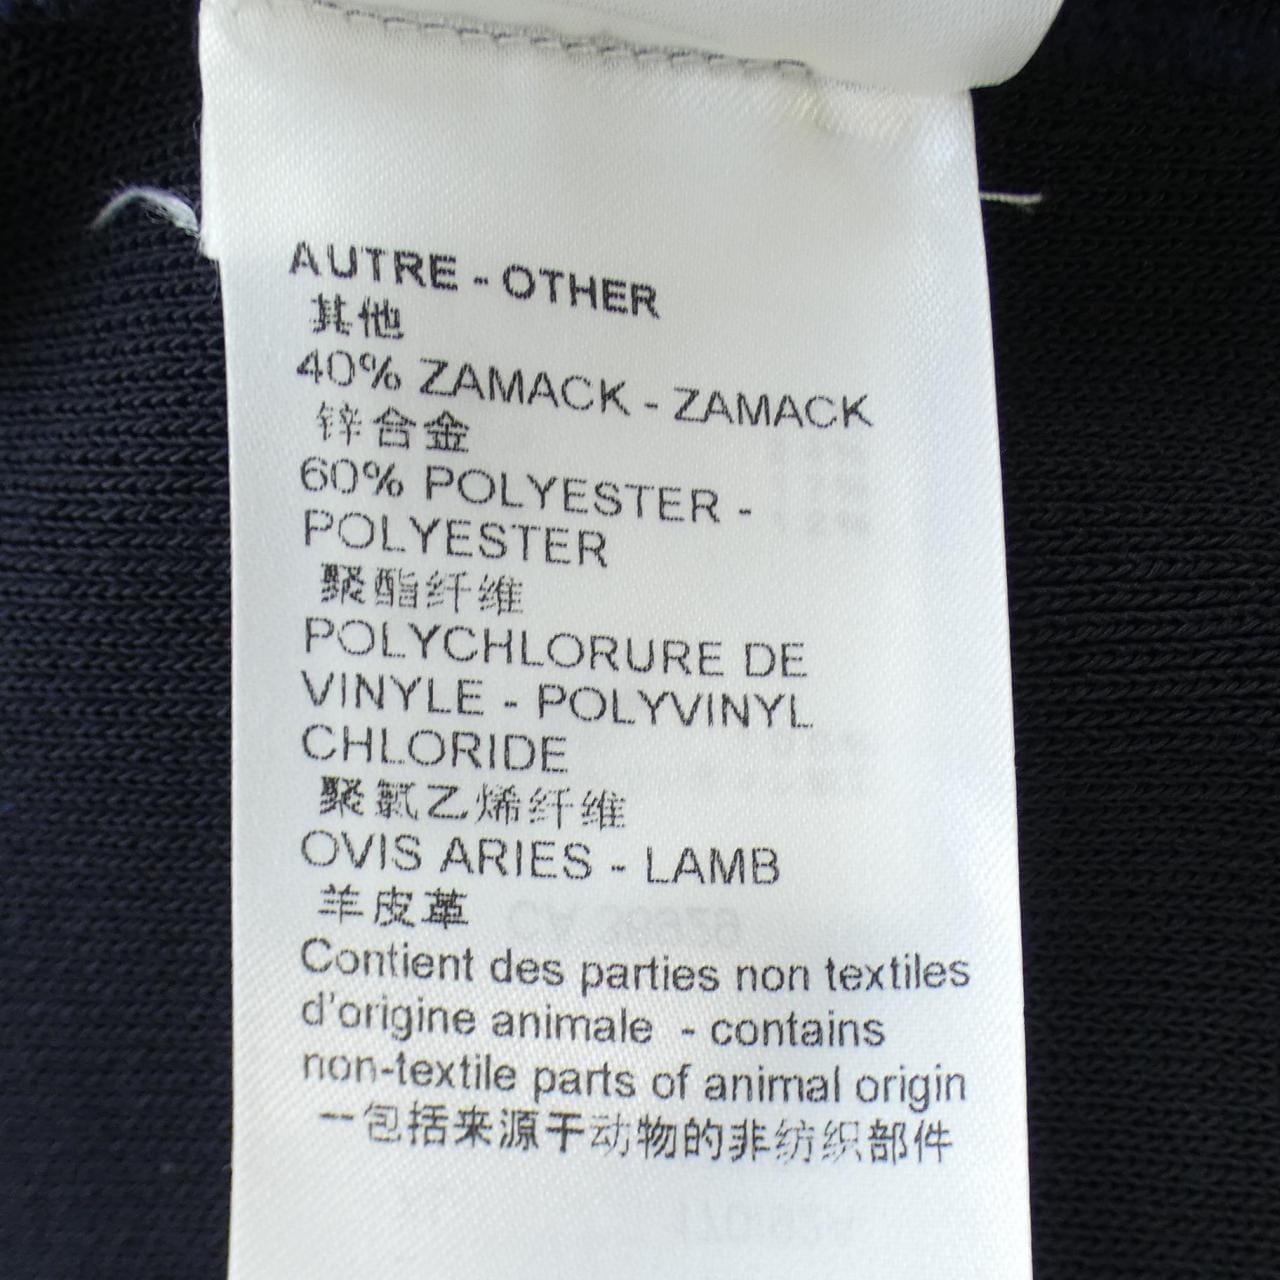 AUTRE - OTHER
其他
40% ZAMACK - ZAMACK
锌合金
60% POLYESTER -
POLYESTER
聚酯纤维
POLYCHLORURE DE
VINYLE - POLYVINYL
CHLORIDE
聚氯乙烯纤维
OVIS ARIES - LAMB
羊皮革
Contient des parties non textiles
d'origine animale - contains
non-textile parts of animal origin
一包括来源于动物的非纺织部件